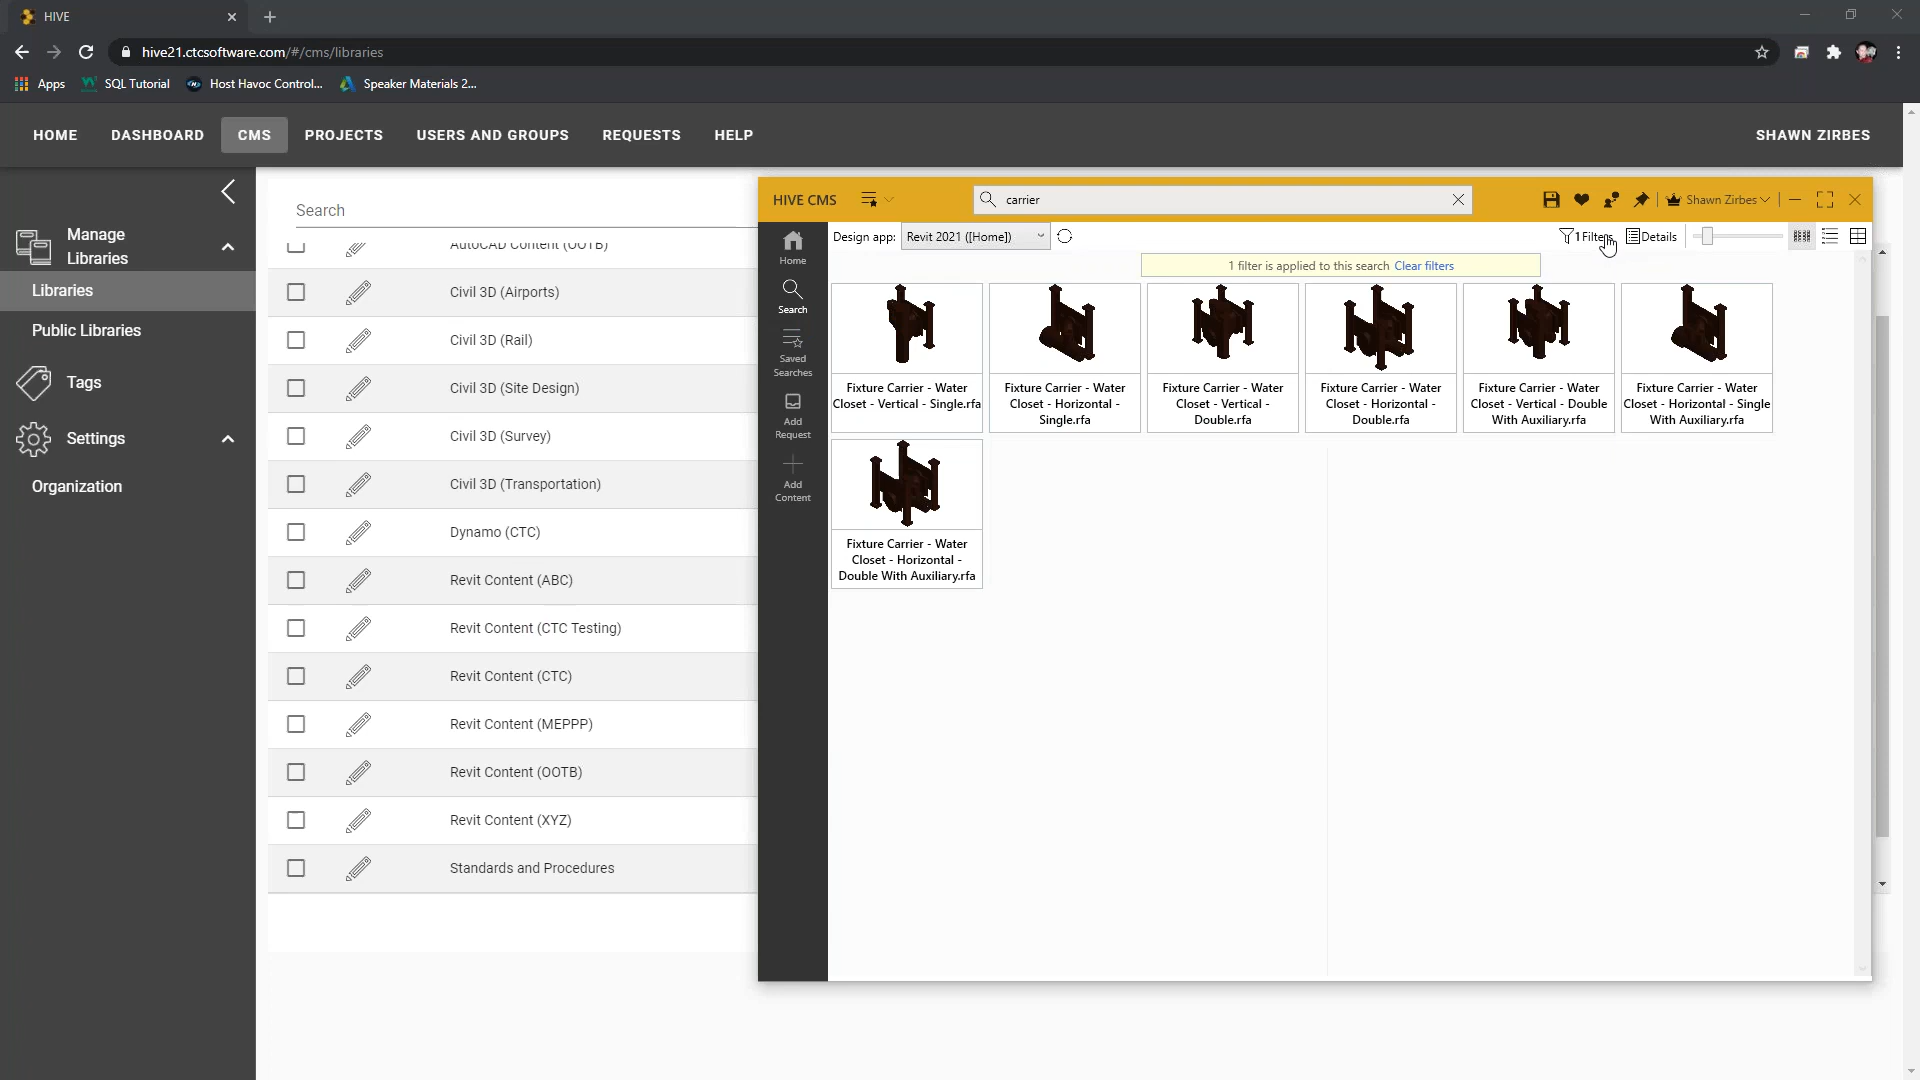 HIVE
hive21.ctcsoftware.com/#/cms/libraries
Apps
SQL Tutorial
Host Havoc Control...
Speaker Materials 2...
HOME
DASHBOARD
CMS
PROJECTS
USERS AND GROUPS
REQUESTS
HELP
SHAWN ZIRBES
Manage
Libraries
Libraries
Public Libraries
Tags
Settings
Organization
Search
AutoCAD Content (OOTB)
Civil 3D (Airports)
Civil 3D (Rail)
Civil 3D (Site Design)
Civil 3D (Survey)
Civil 3D (Transportation)
Dynamo (CTC)
Revit Content (ABC)
Revit Content (CTC Testing)
Revit Content (CTC)
Revit Content (MEPPP)
Revit Content (OOTB)
Revit Content (XYZ)
Standards and Procedures
HIVE CMS
carrier
Shawn Zirbes
Home
Search
Saved
Searches
Add
Request
Add
Content
Design app:
Revit 2021 ([Home])
1 Filters
Details
1 filter is applied to this search Clear filters
Fixture Carrier - Water
Closet - Vertical - Single.rfa
Fixture Carrier - Water
Closet - Horizontal -
Single.rfa
Fixture Carrier - Water
Closet - Vertical -
Double.rfa
Fixture Carrier - Water
Closet - Horizontal -
Double.rfa
Fixture Carrier - Water
Closet - Vertical - Double
With Auxiliary.rfa
Fixture Carrier - Water
Closet - Horizontal - Single
With Auxiliary.rfa
Fixture Carrier - Water
Closet - Horizontal -
Double With Auxiliary.rfa